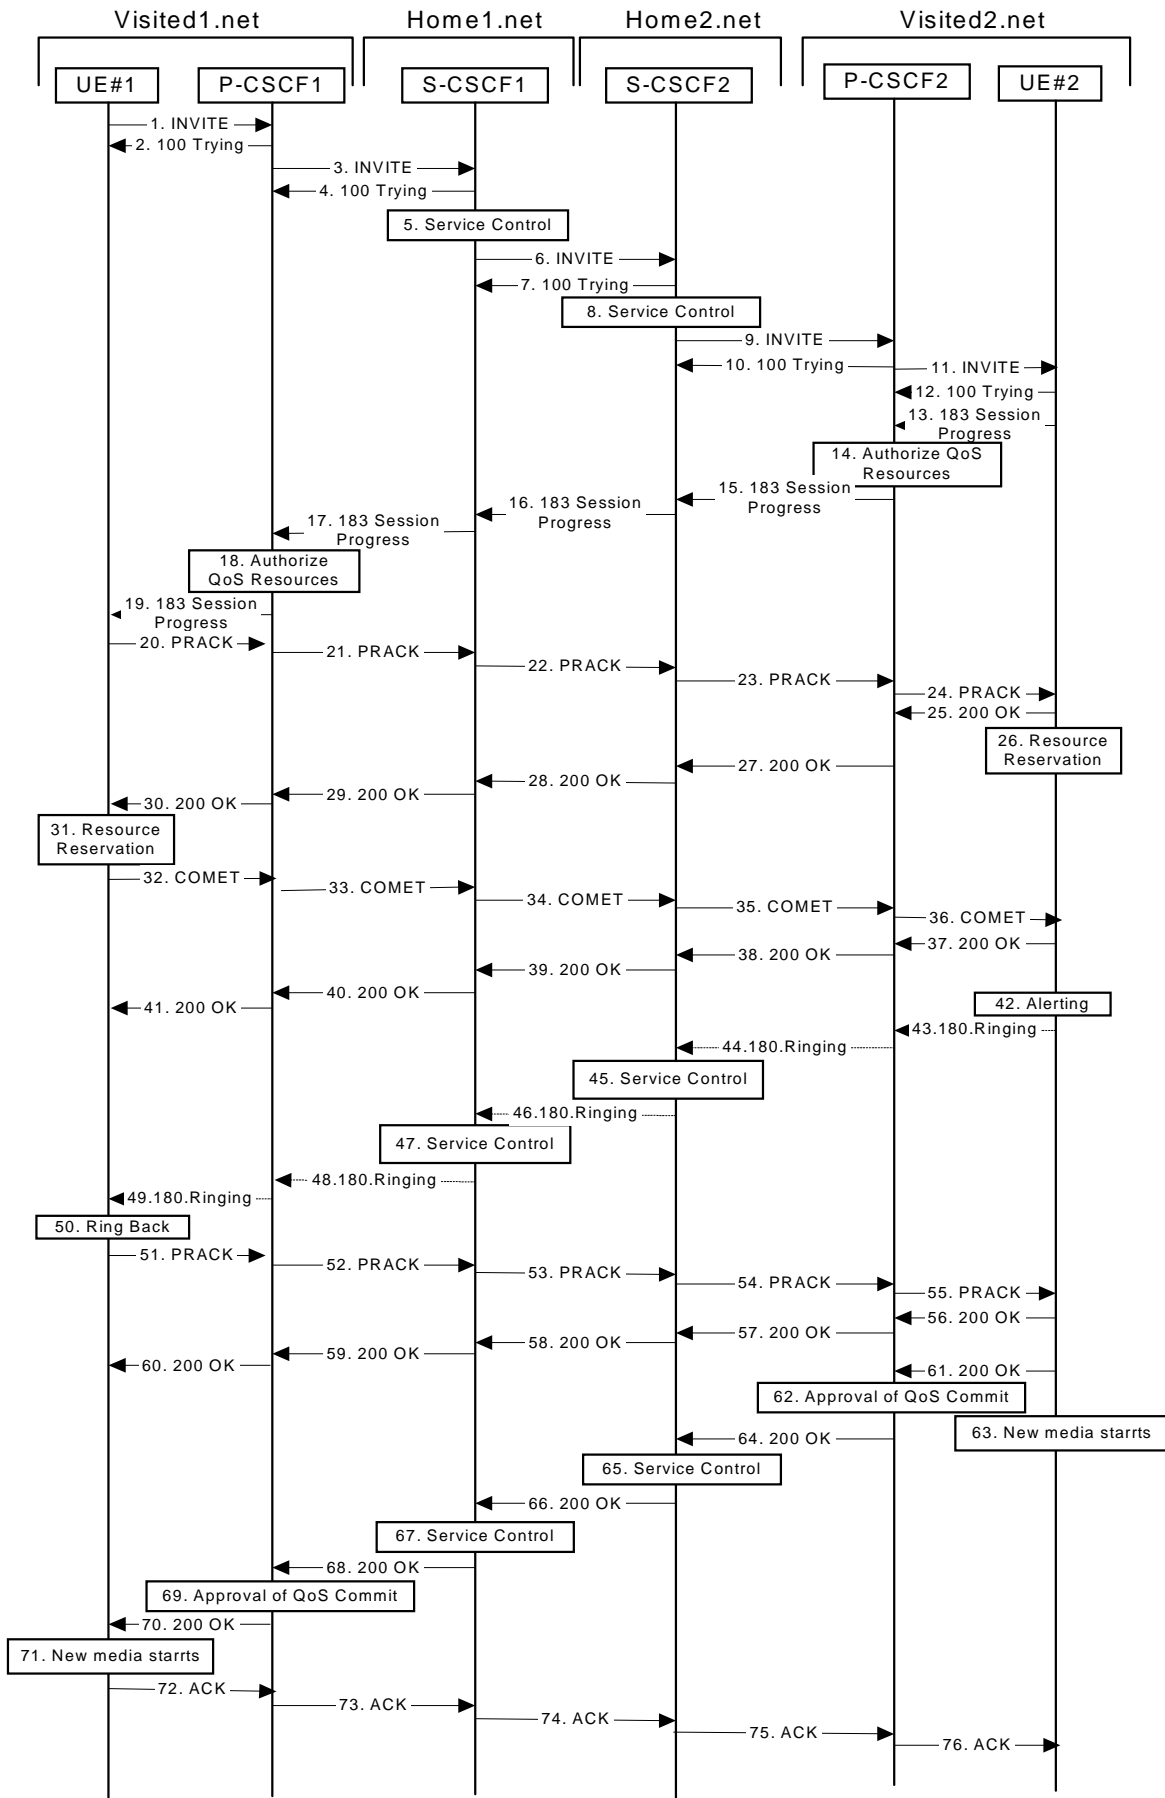 Visited1.net
Home1.net
Home2.net
Visited2.net
UE#1
P-CSCF1
S-CSCF1
S-CSCF2
P-CSCF2
UE#2
1. INVITE
2. 100 Trying
3. INVITE
4. 100 Trying
5. Service Control
6. INVITE
7. 100 Trying
8. Service Control
9. INVITE
10. 100 Trying
11. INVITE
12. 100 Trying
13. 183 Session
Progress
14. Authorize QoS
Resources
15. 183 Session
Progress
16. 183 Session
Progress
17. 183 Session
Progress
18. Authorize
QoS Resources
19. 183 Session
Progress
20. PRACK
21. PRACK
22. PRACK
23. PRACK
24. PRACK
25. 200 OK
26. Resource
Reservation
27. 200 OK
28. 200 OK
29. 200 OK
30. 200 OK
31. Resource
Reservation
32. COMET
33. COMET
34. COMET
35. COMET
36. COMET
37. 200 OK
38. 200 OK
39. 200 OK
40. 200 OK
41. 200 OK
42. Alerting
43.180.Ringing
44.180.Ringing
45. Service Control
46.180.Ringing
47. Service Control
48.180.Ringing
49.180.Ringing
50. Ring Back
51. PRACK
52. PRACK
53. PRACK
54. PRACK
55. PRACK
56. 200 OK
57. 200 OK
58. 200 OK
59. 200 OK
60. 200 OK
61. 200 OK
62. Approval of QoS Commit
63. New media starrts
64. 200 OK
65. Service Control
66. 200 OK
67. Service Control
68. 200 OK
69. Approval of QoS Commit
70. 200 OK
71. New media starrts
72. ACK
73. ACK
74. ACK
75. ACK
76. ACK